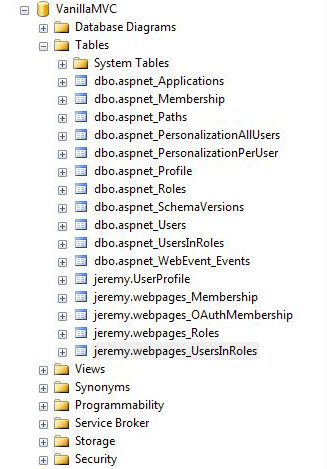 VanillaMVC
Database Diagrams
Tables
System Tables
dbo.aspnet_Applications
dbo.aspnet_Membership
dbo.aspnet_Paths
dbo.aspnet_PersonalizationAllUsers
dbo.aspnet_PersonalizationPerUser
dbo.aspnet_Profile
dbo.aspnet_Roles
dbo.aspnet_SchemaVersions
dbo.aspnet_Users
dbo.aspnet_UsersInRoles
dbo.aspnet_WebEvent_Events
jeremy.UserProfile
jeremy.webpages_Membership
jeremy.webpages_OAuthMembership
jeremy.webpages_Roles
jeremy.webpages_UsersInRoles
Views
Synonyms
Programmability
Service Broker
Storage
Security